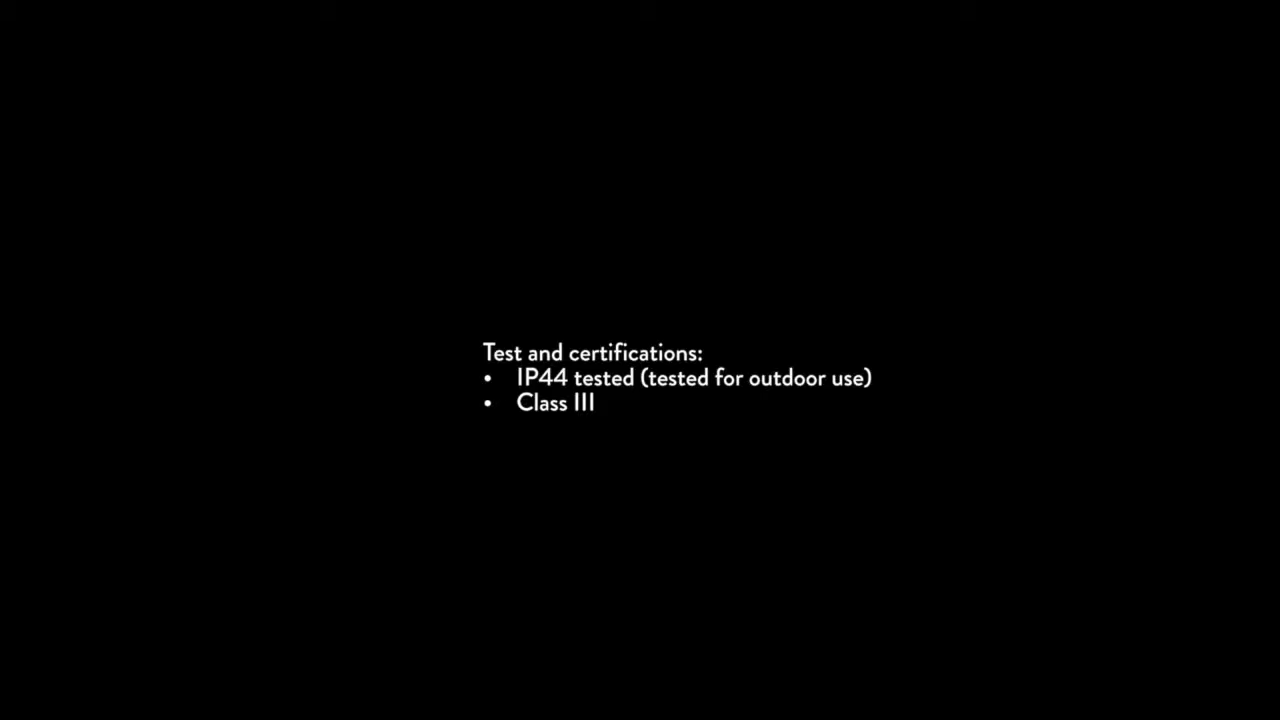 Test and certifications:
• IP44 tested (tested for outdoor use)
• Class III